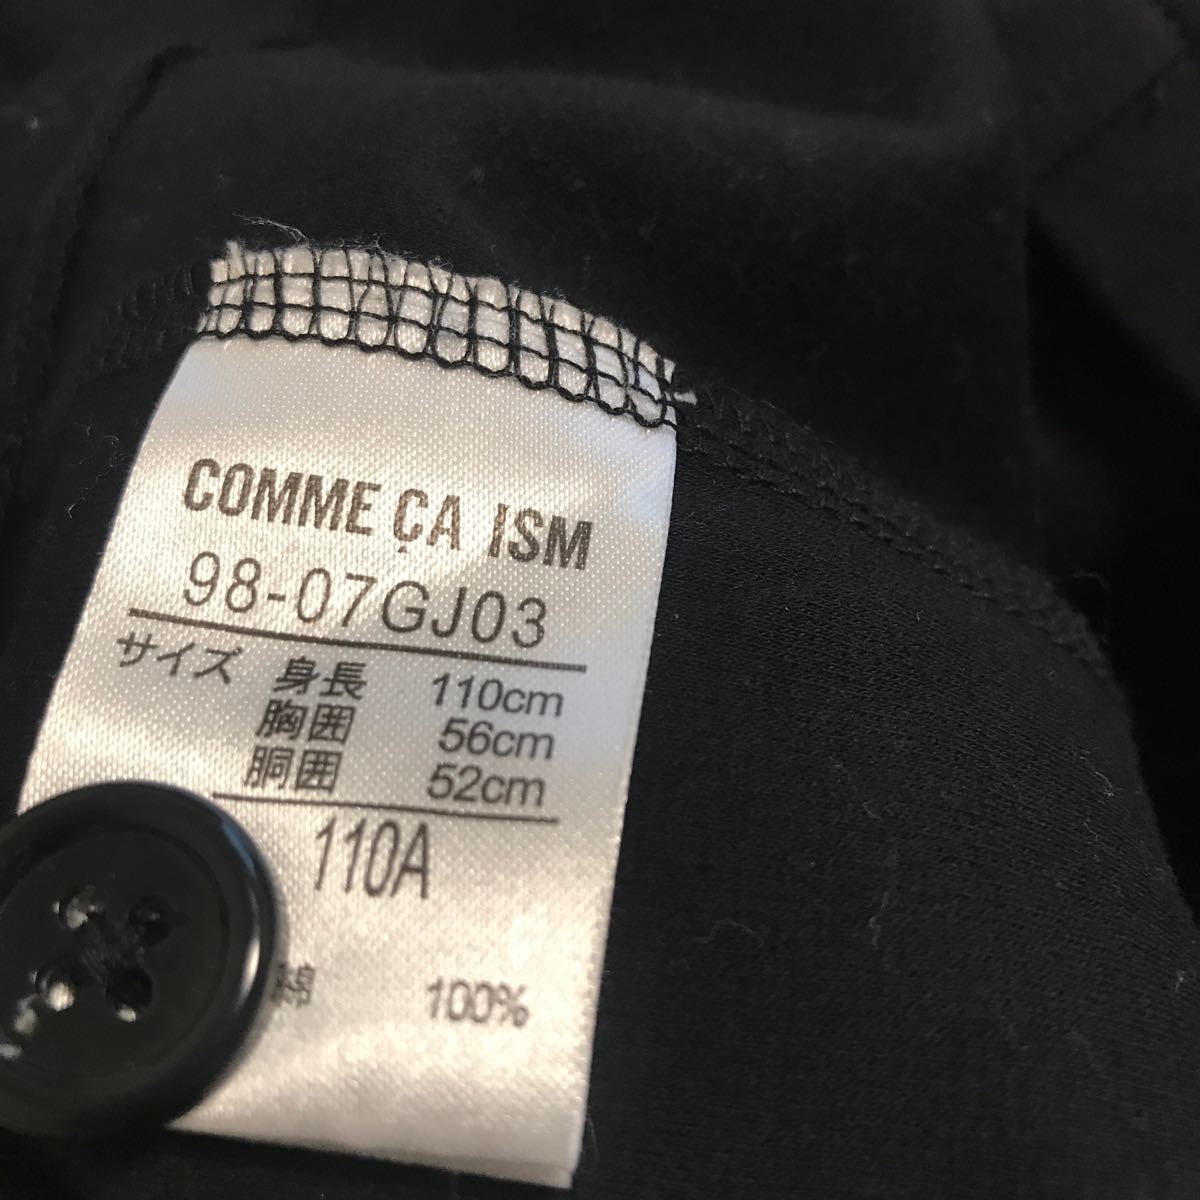 COMME ÇA ISM
98-07GJ03
サイズ 身長 110cm
胸囲 56cm
胴囲 52cm
110A
綿 100%